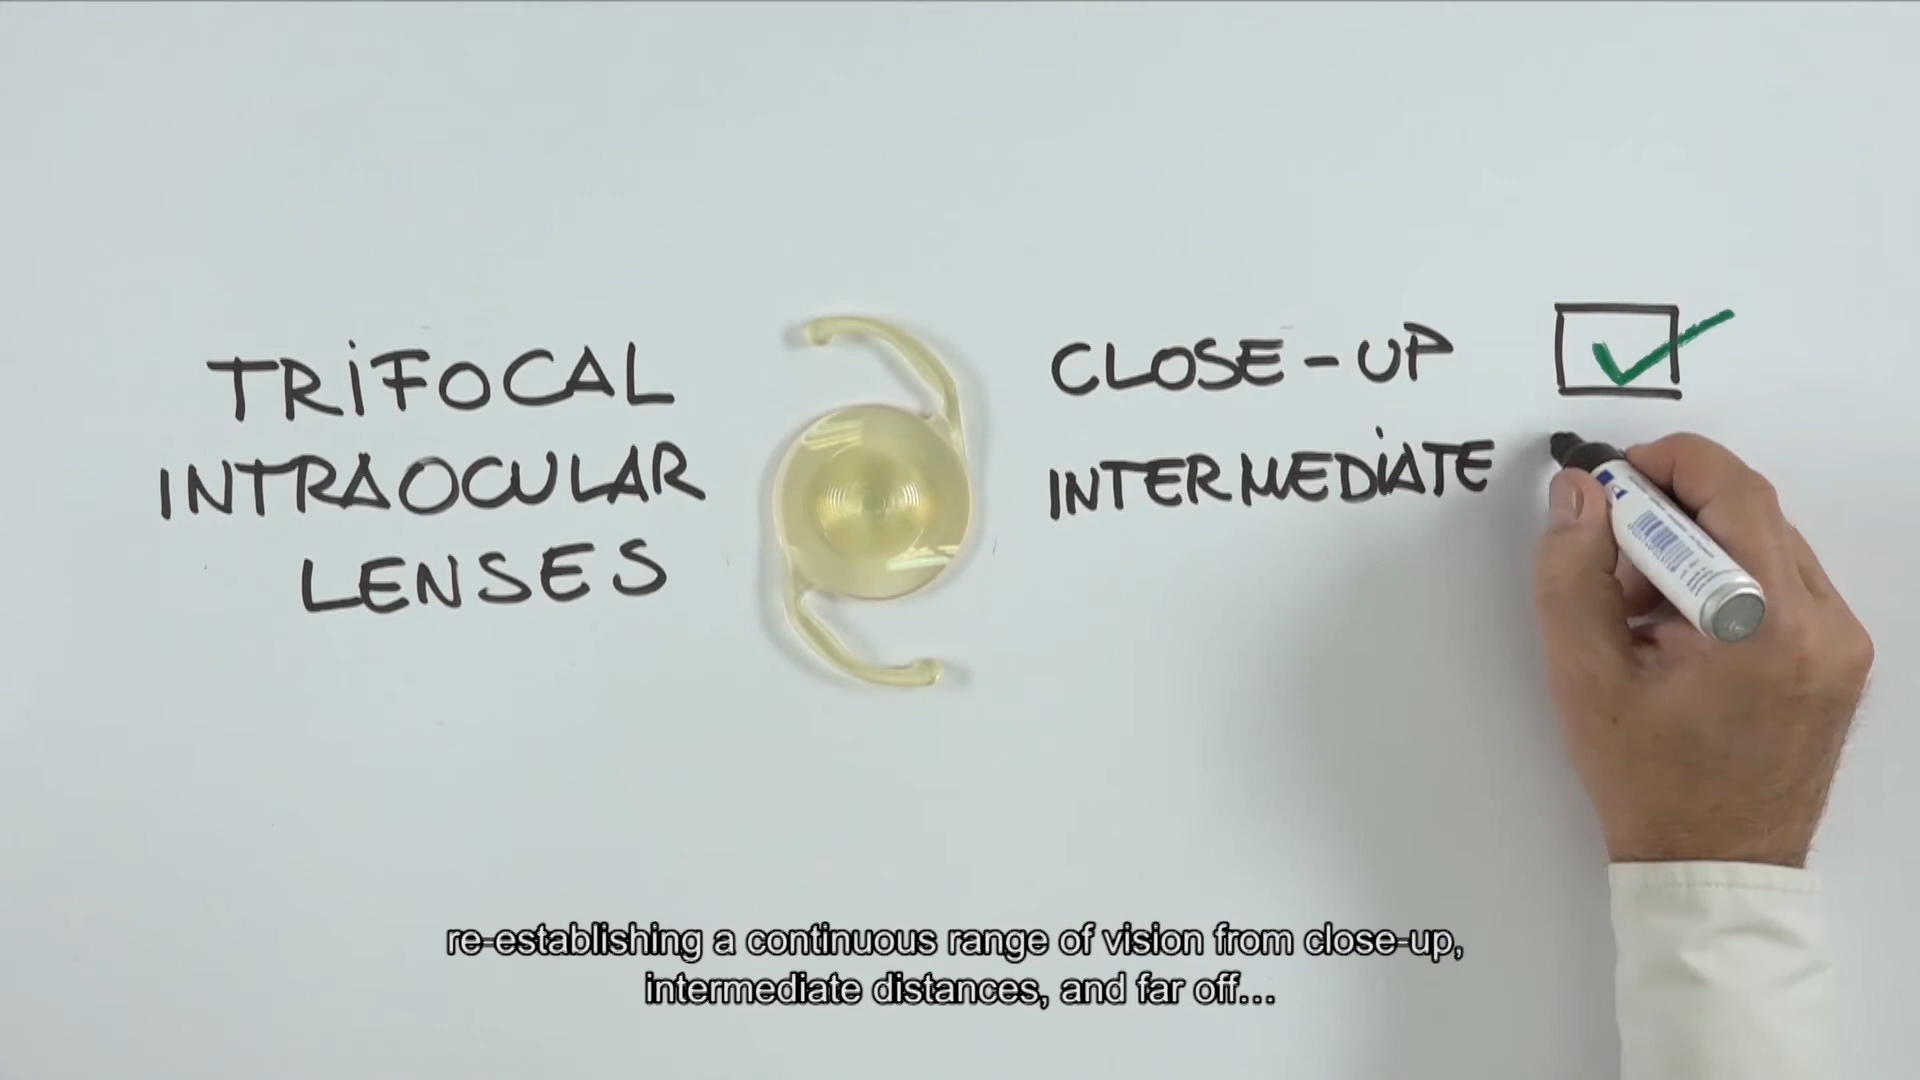 TRIFOCAL
INTRAOCULAR
LENSES
CLOSE-UP
INTERMEDIATE
re-establishing a continuous range of vision from close-up,
intermediate distances, and far off...